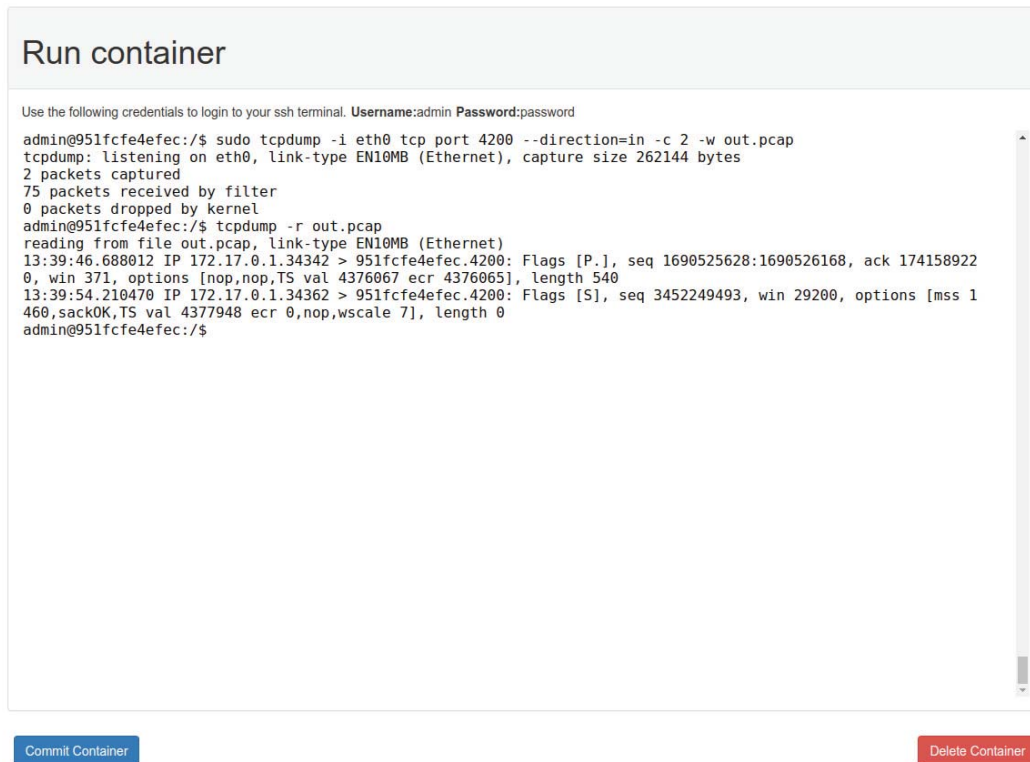 Run container
Use the following credentials to login to your ssh terminal. Username:admin Password:password
admin@951fcfe4efec:/$ sudo tcpdump -i eth0 tcp port 4200 --direction=in -c 2 -w out.pcap
tcpdump: listening on eth0, link-type EN10MB (Ethernet), capture size 262144 bytes
2 packets captured
75 packets received by filter
0 packets dropped by kernel
admin@951fcfe4efec:/$ tcpdump -r out.pcap
reading from file out.pcap, link-type EN10MB (Ethernet)
13:39:46.688012 IP 172.17.0.1.34342 > 951fcfe4efec.4200: Flags [P.], seq 1690525628:1690526168, ack 174158922
0, win 371, options [nop,nop,TS val 4376067 ecr 4376065], length 540
13:39:54.210470 IP 172.17.0.1.34362 > 951fcfe4efec.4200: Flags [S], seq 3452249493, win 29200, options [mss 1
460,sackOK,TS val 4377948 ecr 0,nop,wscale 7], length 0
admin@951fcfe4efec:/$
Commit Container
Delete Container